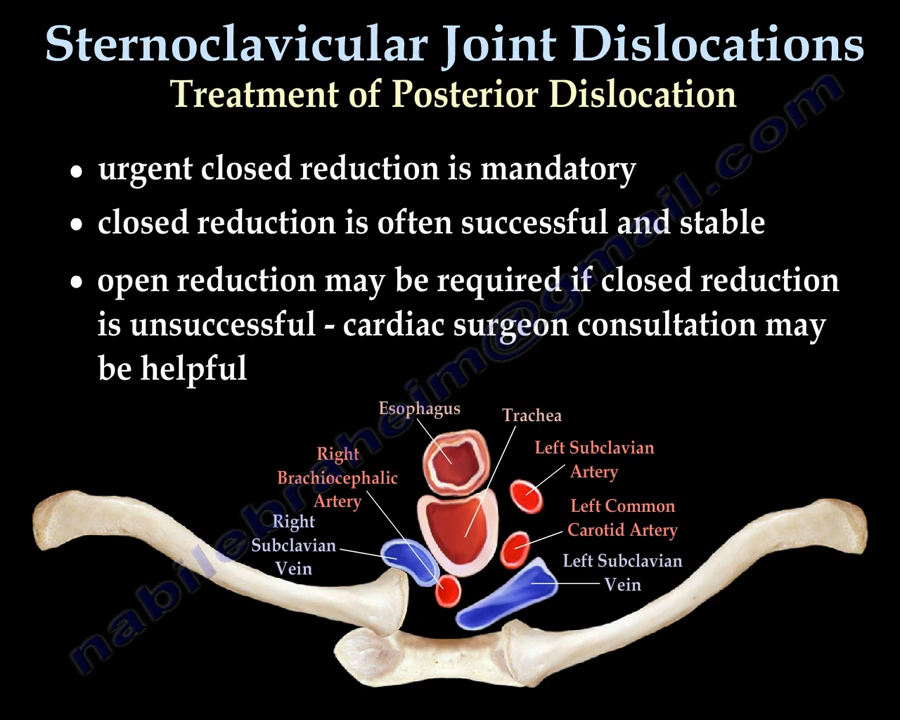 Sternoclavicular Joint Dislocations
Treatment of Posterior Dislocation
• urgent closed reduction is mandatory
• closed reduction is often successful and stable
• open reduction may be required if closed reduction
is unsuccessful - cardiac surgeon consultation may
be helpful
Esophagus
Trachea
Left Subclavian
Artery
Right
Brachiocephalic
Artery
Left Common
Carotid Artery
Right
Subclavian
Vein
Left Subclavian
Vein
nabilebraheim@gmail.com